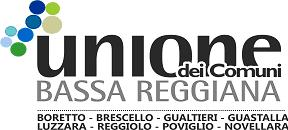 unione
dei Comuni
BASSA REGGIANA
BORETTO - BRESCELLO - GUALTIERI - GUASTALLA
LUZZARA - REGGIOLO - POVIGLIO - NOVELLARA